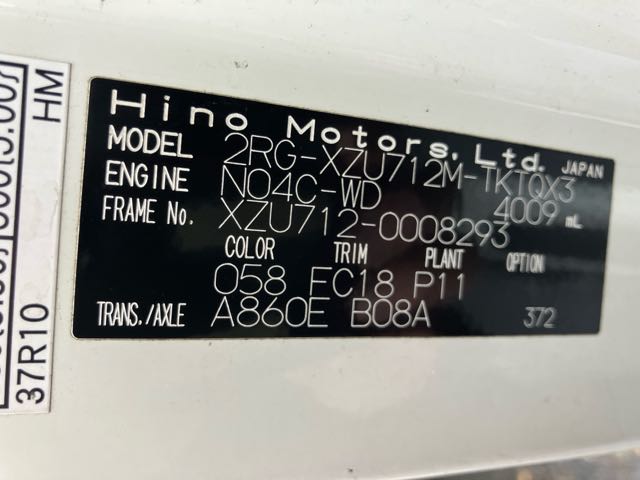 Hino Motors, Ltd. JAPAN
MODEL 2RG-XZU712M-TKTQX3
ENGINE N04C-WD 4009 mL
FRAME No. XZU712-0008293
COLOR TRIM PLANT OPTION
058 FC18 P11
TRANS./AXLE A860E B08A 372
HM
37R10